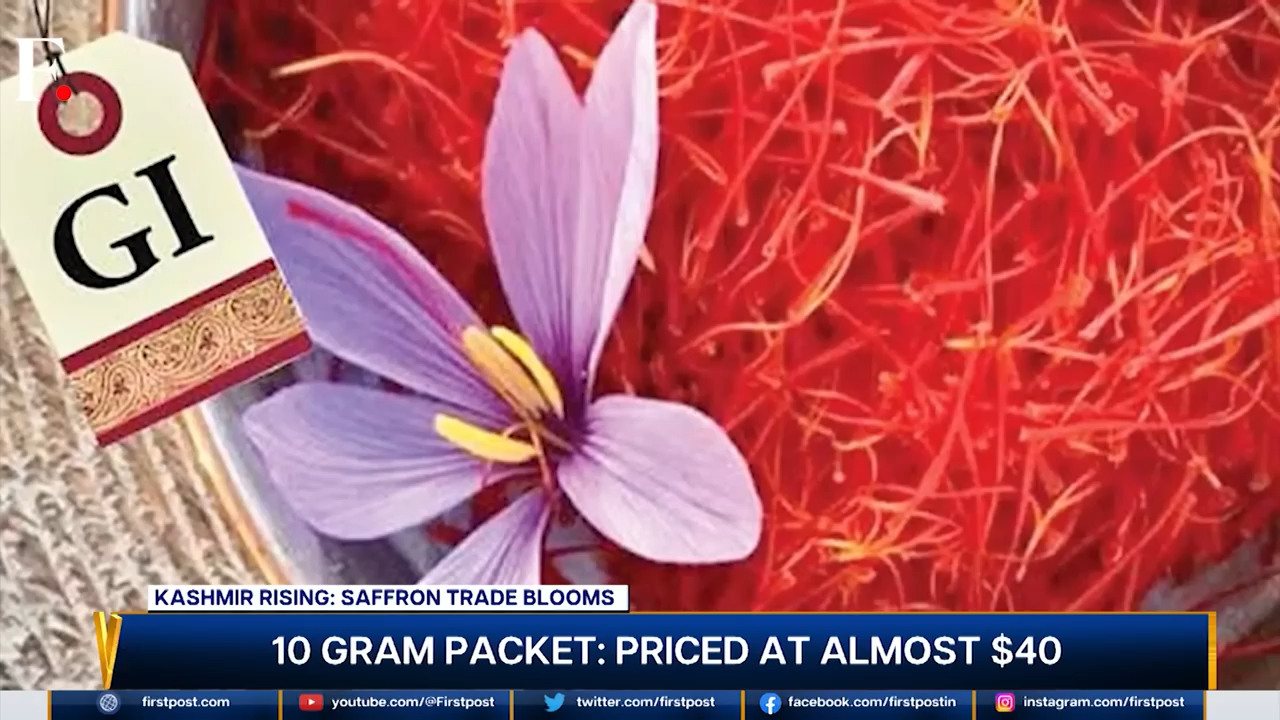 F
GI
KASHMIR RISING: SAFFRON TRADE BLOOMS
10 GRAM PACKET: PRICED AT ALMOST $40
firstpost.com
youtube.com/@Firstpost
twitter.com/firstpost
facebook.com/firstpostin
instagram.com/firstpost